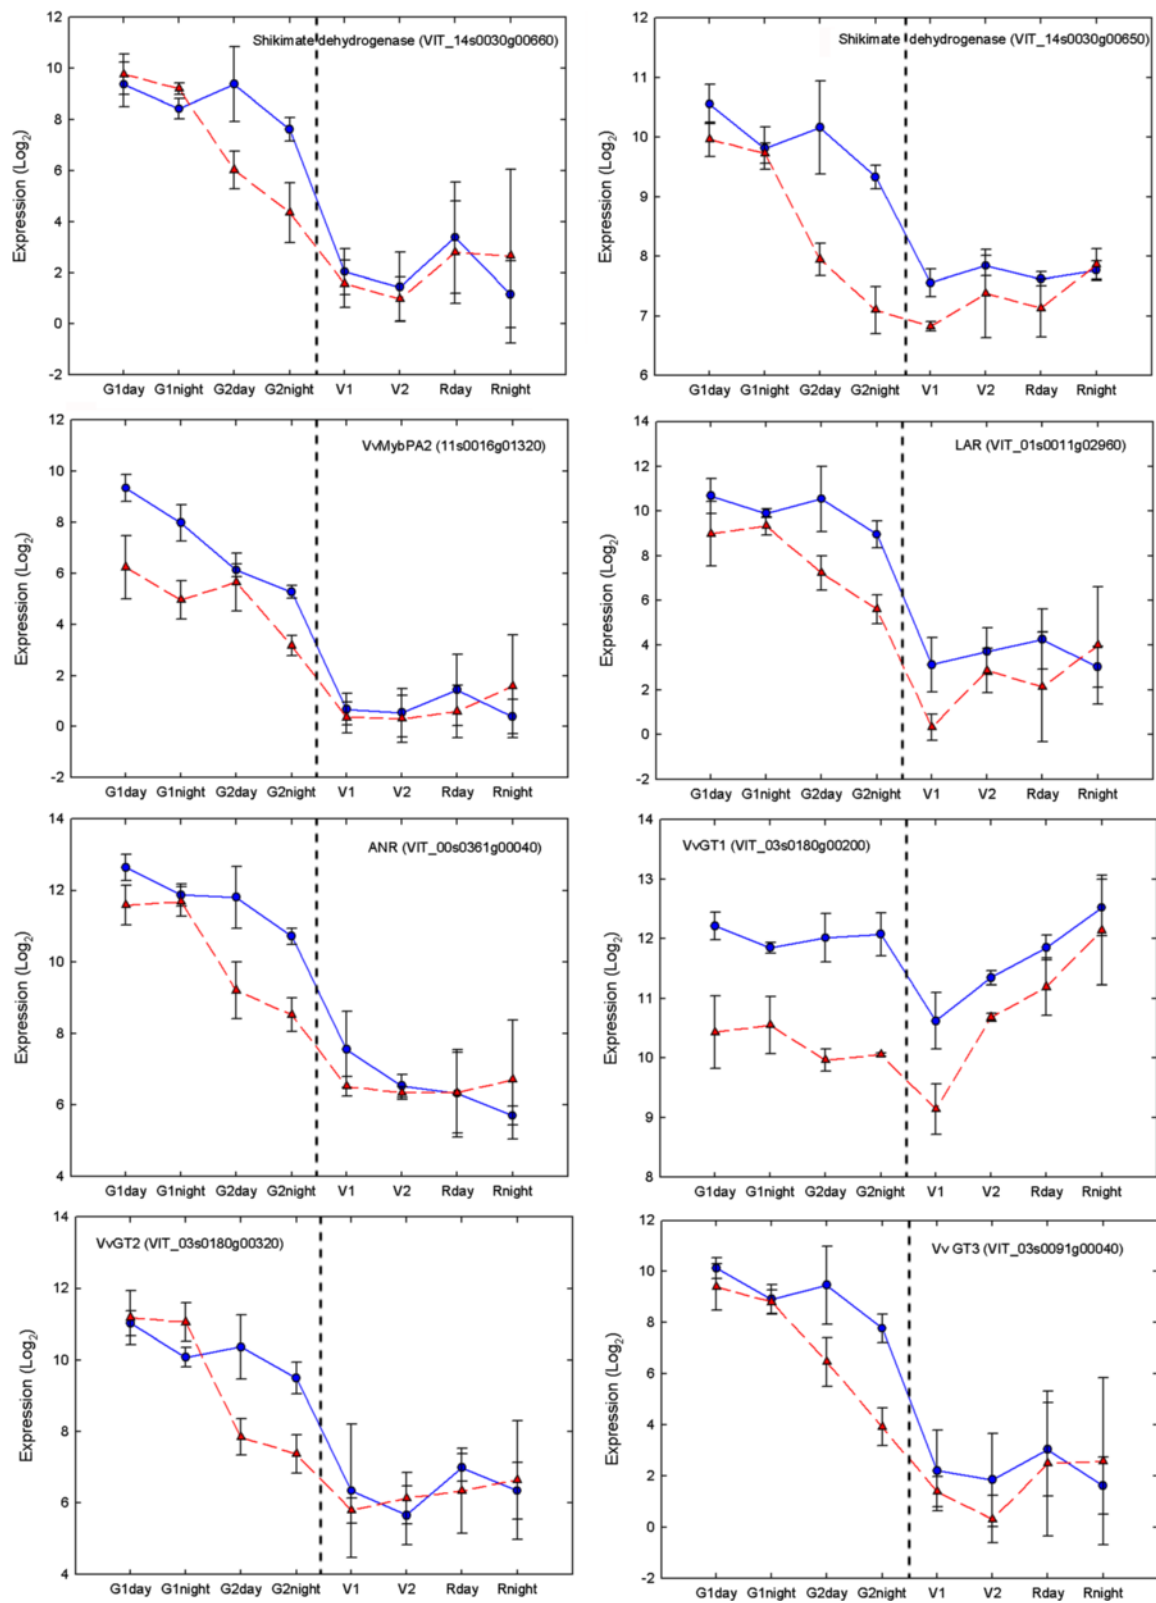 Shikimate dehydrogenase (VIT_14s0030g00660)
Expression (Log2)
12
10
8
6
4
2
0
-2
G1day G1night G2day G2night V1 V2 Rday Rnight
Shikimate dehydrogenase (VIT_14s0030g00650)
Expression (Log2)
12
11
10
9
8
7
6
G1day G1night G2day G2night V1 V2 Rday Rnight
VvMybPA2 (11s0016g01320)
Expression (Log2)
12
10
8
6
4
2
0
-2
G1day G1night G2day G2night V1 V2 Rday Rnight
LAR (VIT_01s0011g02960)
Expression (Log2)
14
12
10
8
6
4
2
0
-2
G1day G1night G2day G2night V1 V2 Rday Rnight
ANR (VIT_00s0361g00040)
Expression (Log2)
14
12
10
8
6
4
G1day G1night G2day G2night V1 V2 Rday Rnight
VvGT1 (VIT_03s0180g00200)
Expression (Log2)
14
13
12
11
10
9
8
G1day G1night G2day G2night V1 V2 Rday Rnight
VvGT2 (VIT_03s0180g00320)
Expression (Log2)
14
12
10
8
6
4
G1day G1night G2day G2night V1 V2 Rday Rnight
Vv GT3 (VIT_03s0091g00040)
Expression (Log2)
12
10
8
6
4
2
0
-2
G1day G1night G2day G2night V1 V2 Rday Rnight